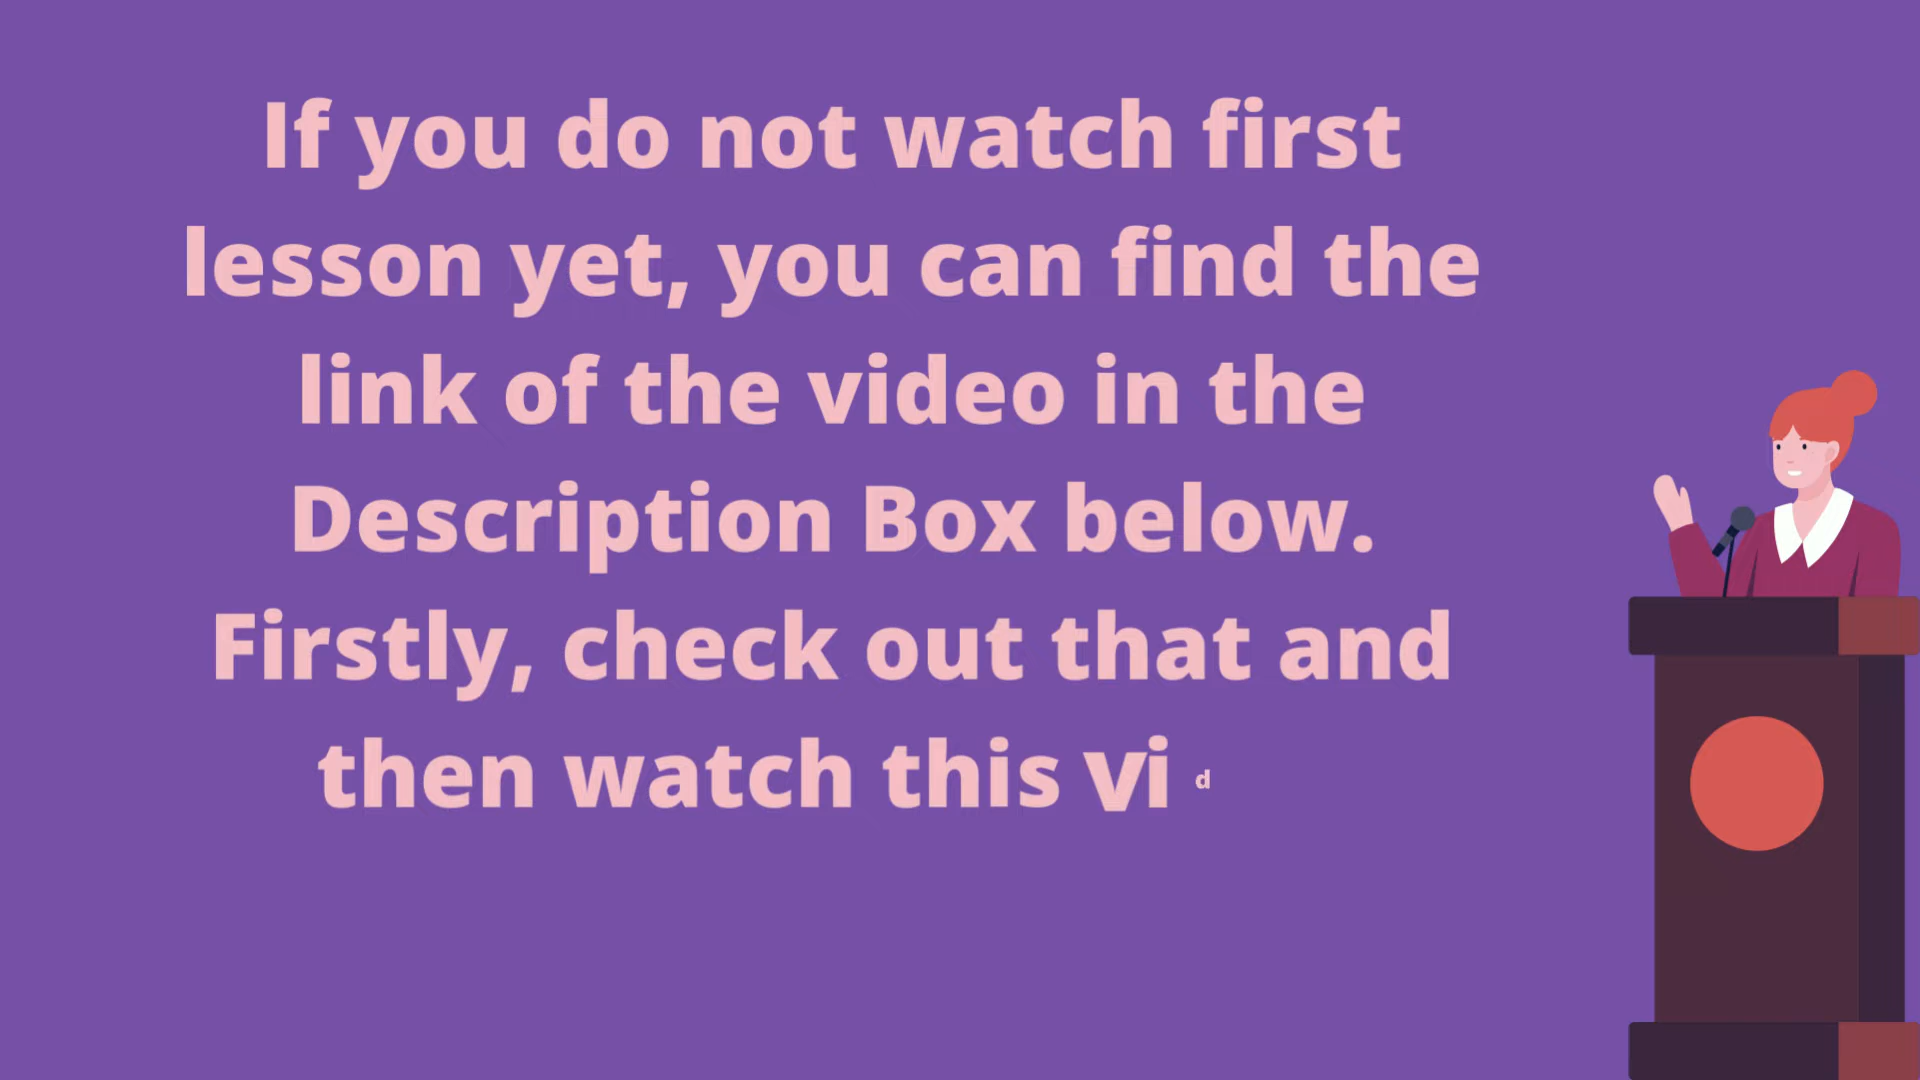 If you do not watch first
lesson yet, you can find the
link of the video in the
Description Box below.
Firstly, check out that and
then watch this vi d